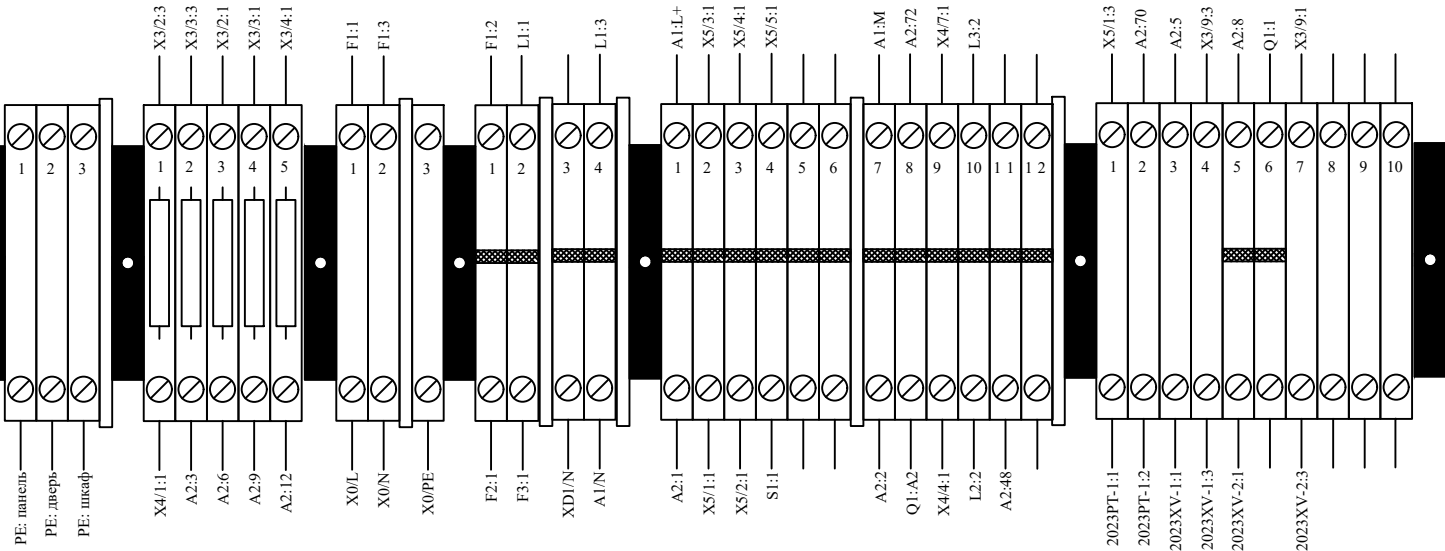 X3/2:3
X3/3:3
X3/2:1
X3/3:1
X3/4:1
F1:1
F1:3
F1:2
L1:1
L1:3
A1:L+
X5/3:1
X5/4:1
X5/5:1
A1:M
A2:72
X4/7:1
L3:2
X5/1:3
A2:70
A2:5
X3/9:3
A2:8
Q1:1
X3/9:1
1 2 3
1 2 3 4 5
1 2 3
1 2 3 4
1 2 3 4 5 6 7 8 9 10 11 12
1 2 3 4 5 6 7 8 9 10
PE: панель
PE: дверь
PE: шкаф
X4/1:1
A2:3
A2:6
A2:9
A2:12
X0/L
X0/N
X0/PE
F2:1
F3:1
XD1/N
A1/N
A2:1
X5/1:1
X5/2:1
S1:1
A2:2
Q1:A2
X4/4:1
L2:2
A2:48
2023PT-1:1
2023PT-1:2
2023XV-1:1
2023XV-1:3
2023XV-2:1
2023XV-2:3